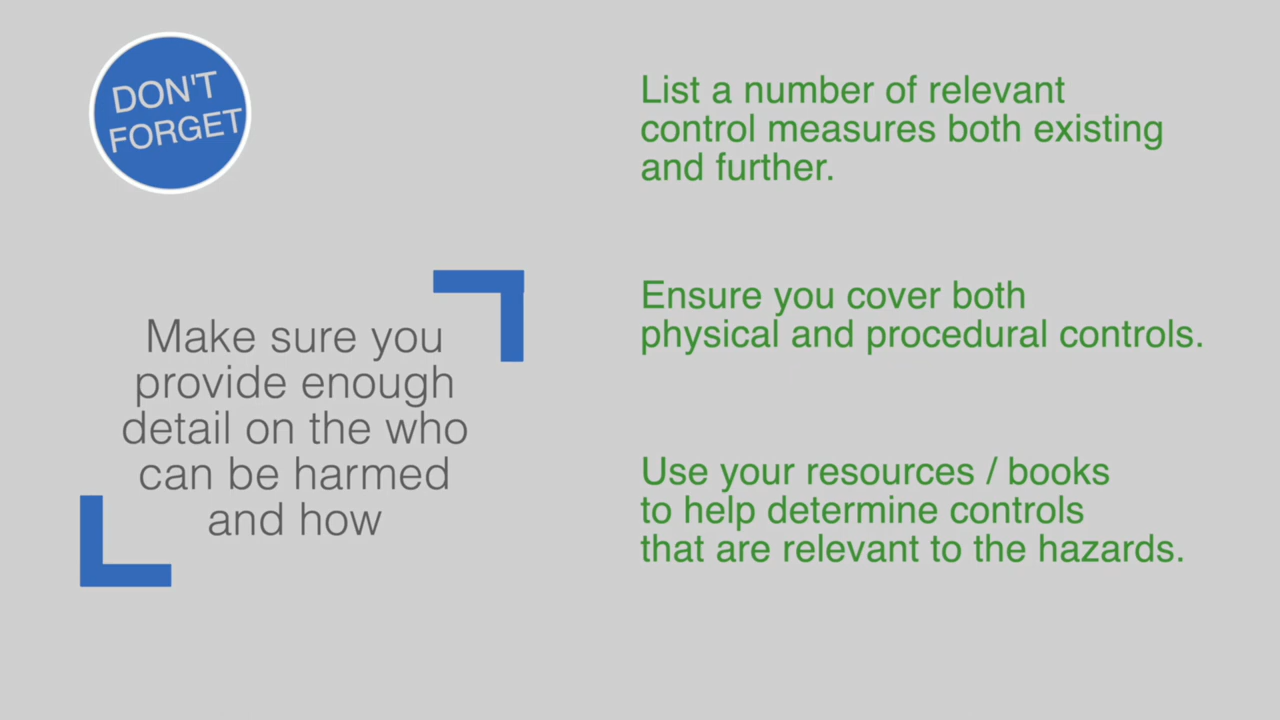 DON'T
FORGET
Make sure you
provide enough
detail on the who
can be harmed
and how
List a number of relevant
control measures both existing
and further.
Ensure you cover both
physical and procedural controls.
Use your resources / books
to help determine controls
that are relevant to the hazards.